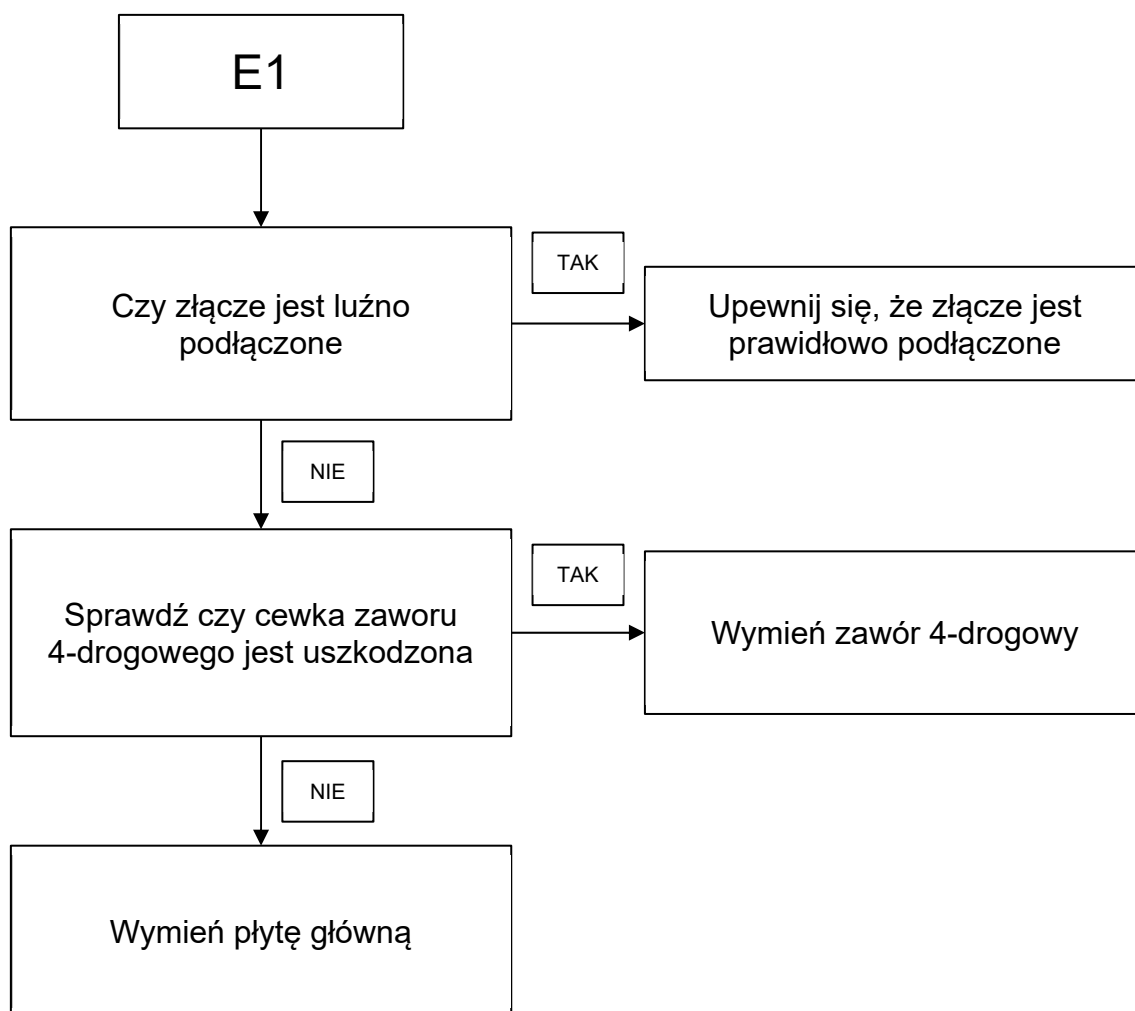 E1
Czy złącze jest luźno
podłączone
TAK
Upewnij się, że złącze jest
prawidłowo podłączone
NIE
Sprawdź czy cewka zaworu
4-drogowego jest uszkodzona
TAK
Wymień zawór 4-drogowy
NIE
Wymień płytę główną